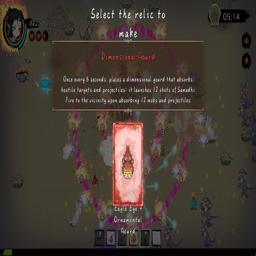 Select the relic to
make
05:14
Dimensional Guard
Once every 6 seconds, places a dimensional guard that absorbs
hostile targets and projectiles; it launches 12 shots of Samadhi
Fire to the vicinity upon absorbing 12 mobs and projectiles
Eagle Eye +
Ornamental
Guard